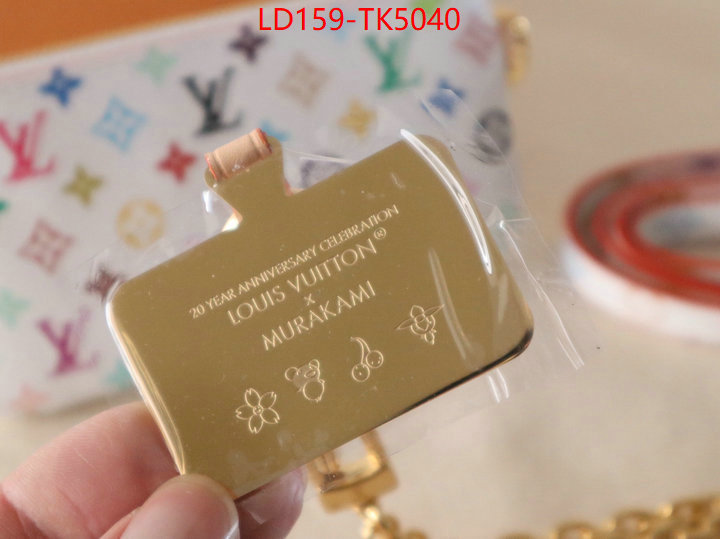 LD159-TK5040
20 YEAR ANNIVERSARY CELEBRATION
LOUIS VUITTON®
x
MURAKAMI